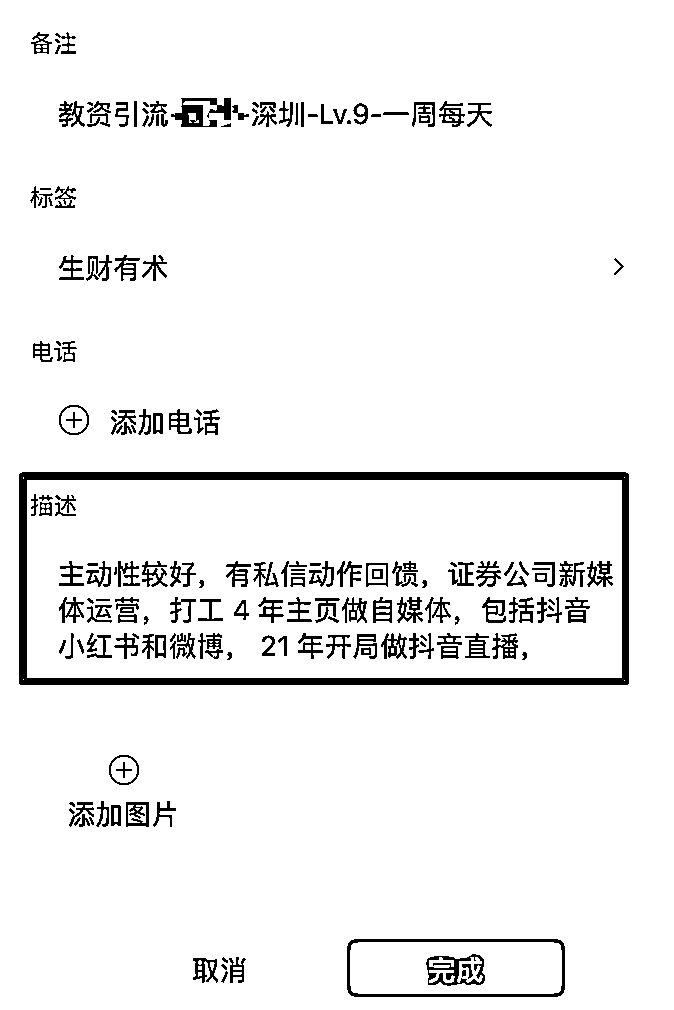 备注
教资引流- -深圳-Lv.9-一周每天
标签
生财有术
电话
添加电话
描述
主动性较好，有私信动作回馈，证券公司新媒
体运营，打工 4 年主页做自媒体，包括抖音
小红书和微博， 21 年开局做抖音直播，
添加图片
取消
完成